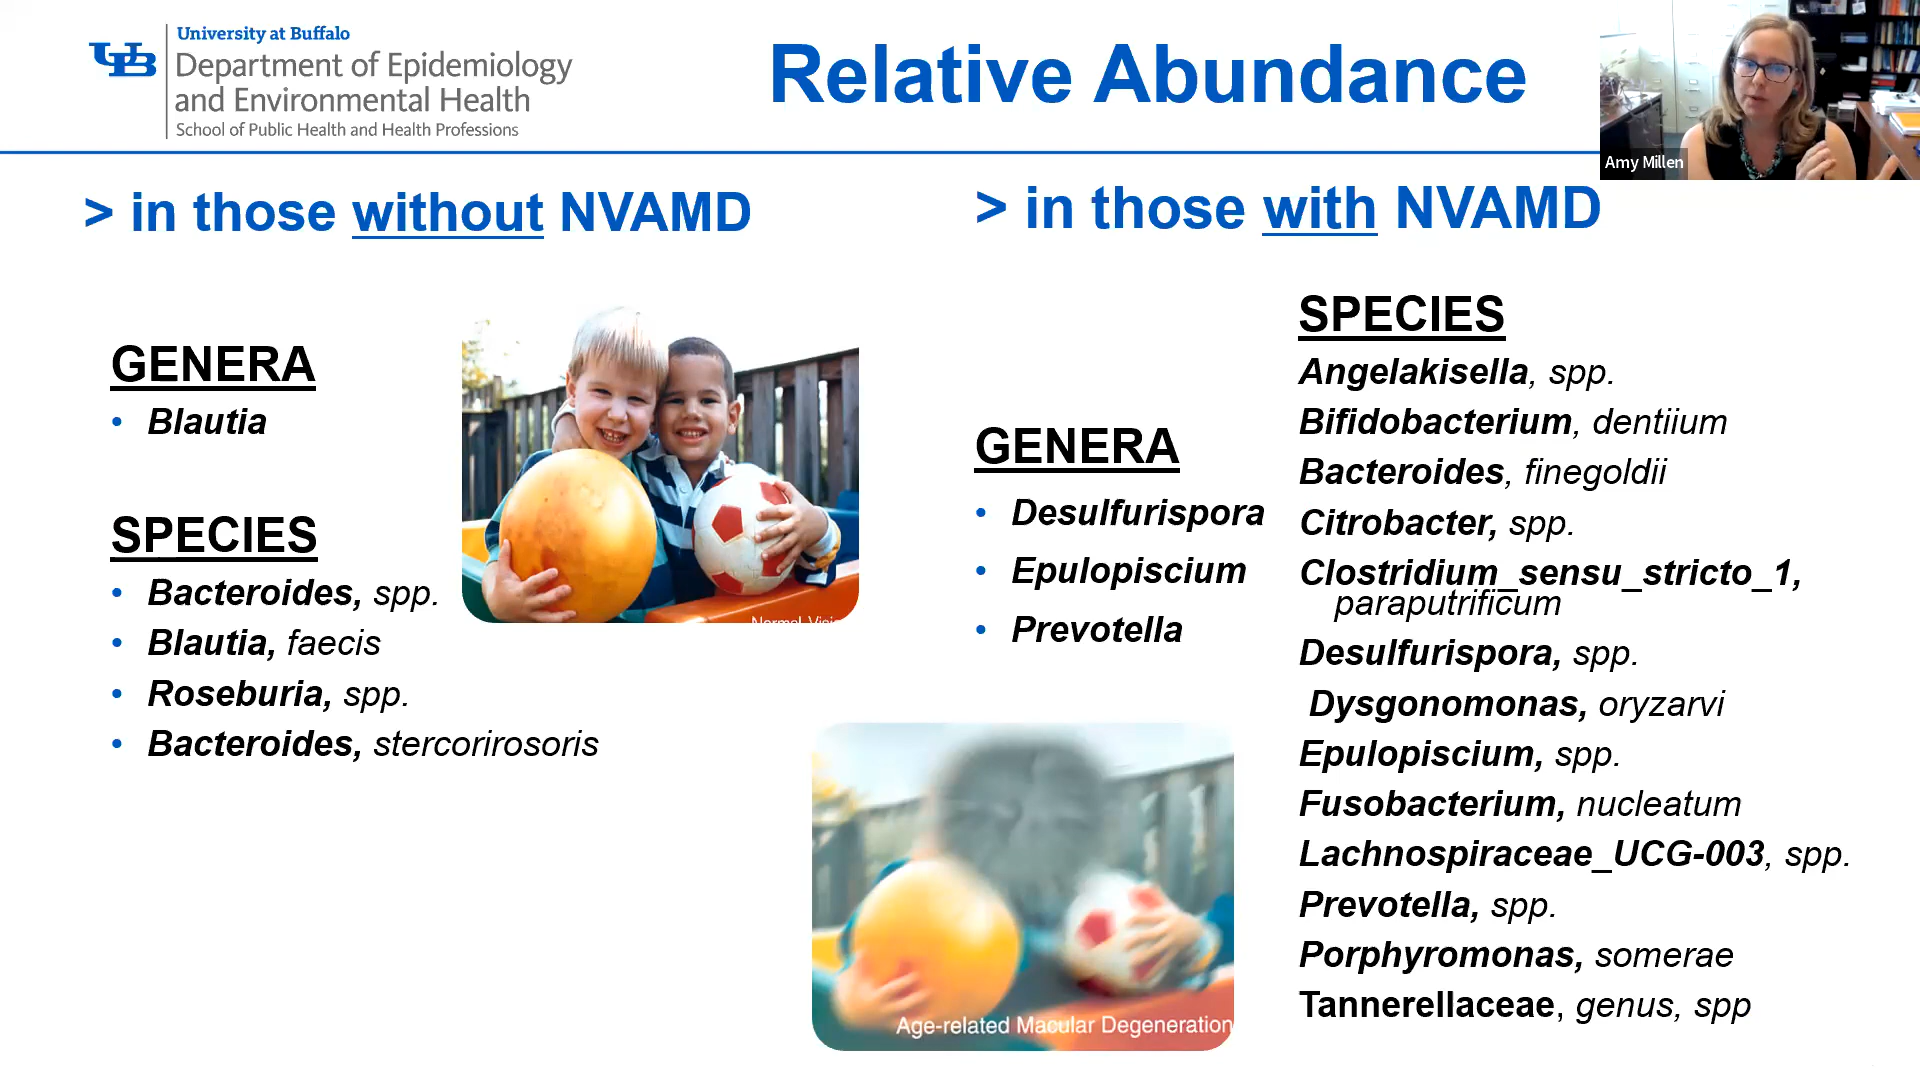 University at Buffalo
UB
Department of Epidemiology
and Environmental Health
School of Public Health and Health Professions
Relative Abundance
Amy Millen
> in those without NVAMD
GENERA
• Blautia
SPECIES
• Bacteroides, spp.
• Blautia, faecis
• Roseburia, spp.
• Bacteroides, stercorirosoris
Normal Visio
> in those with NVAMD
GENERA
• Desulfurispora
• Epulopiscium
• Prevotella
SPECIES
Angelakisella, spp.
Bifidobacterium, dentiium
Bacteroides, finegoldii
Citrobacter, spp.
Clostridium_sensu_stricto_1,
paraputrificum
Desulfurispora, spp.
Dysgonomonas, oryzarvi
Epulopiscium, spp.
Fusobacterium, nucleatum
Lachnospiraceae_UCG-003, spp.
Prevotella, spp.
Porphyromonas, somerae
Tannerellaceae, genus, spp
Age-related Macular Degeneration